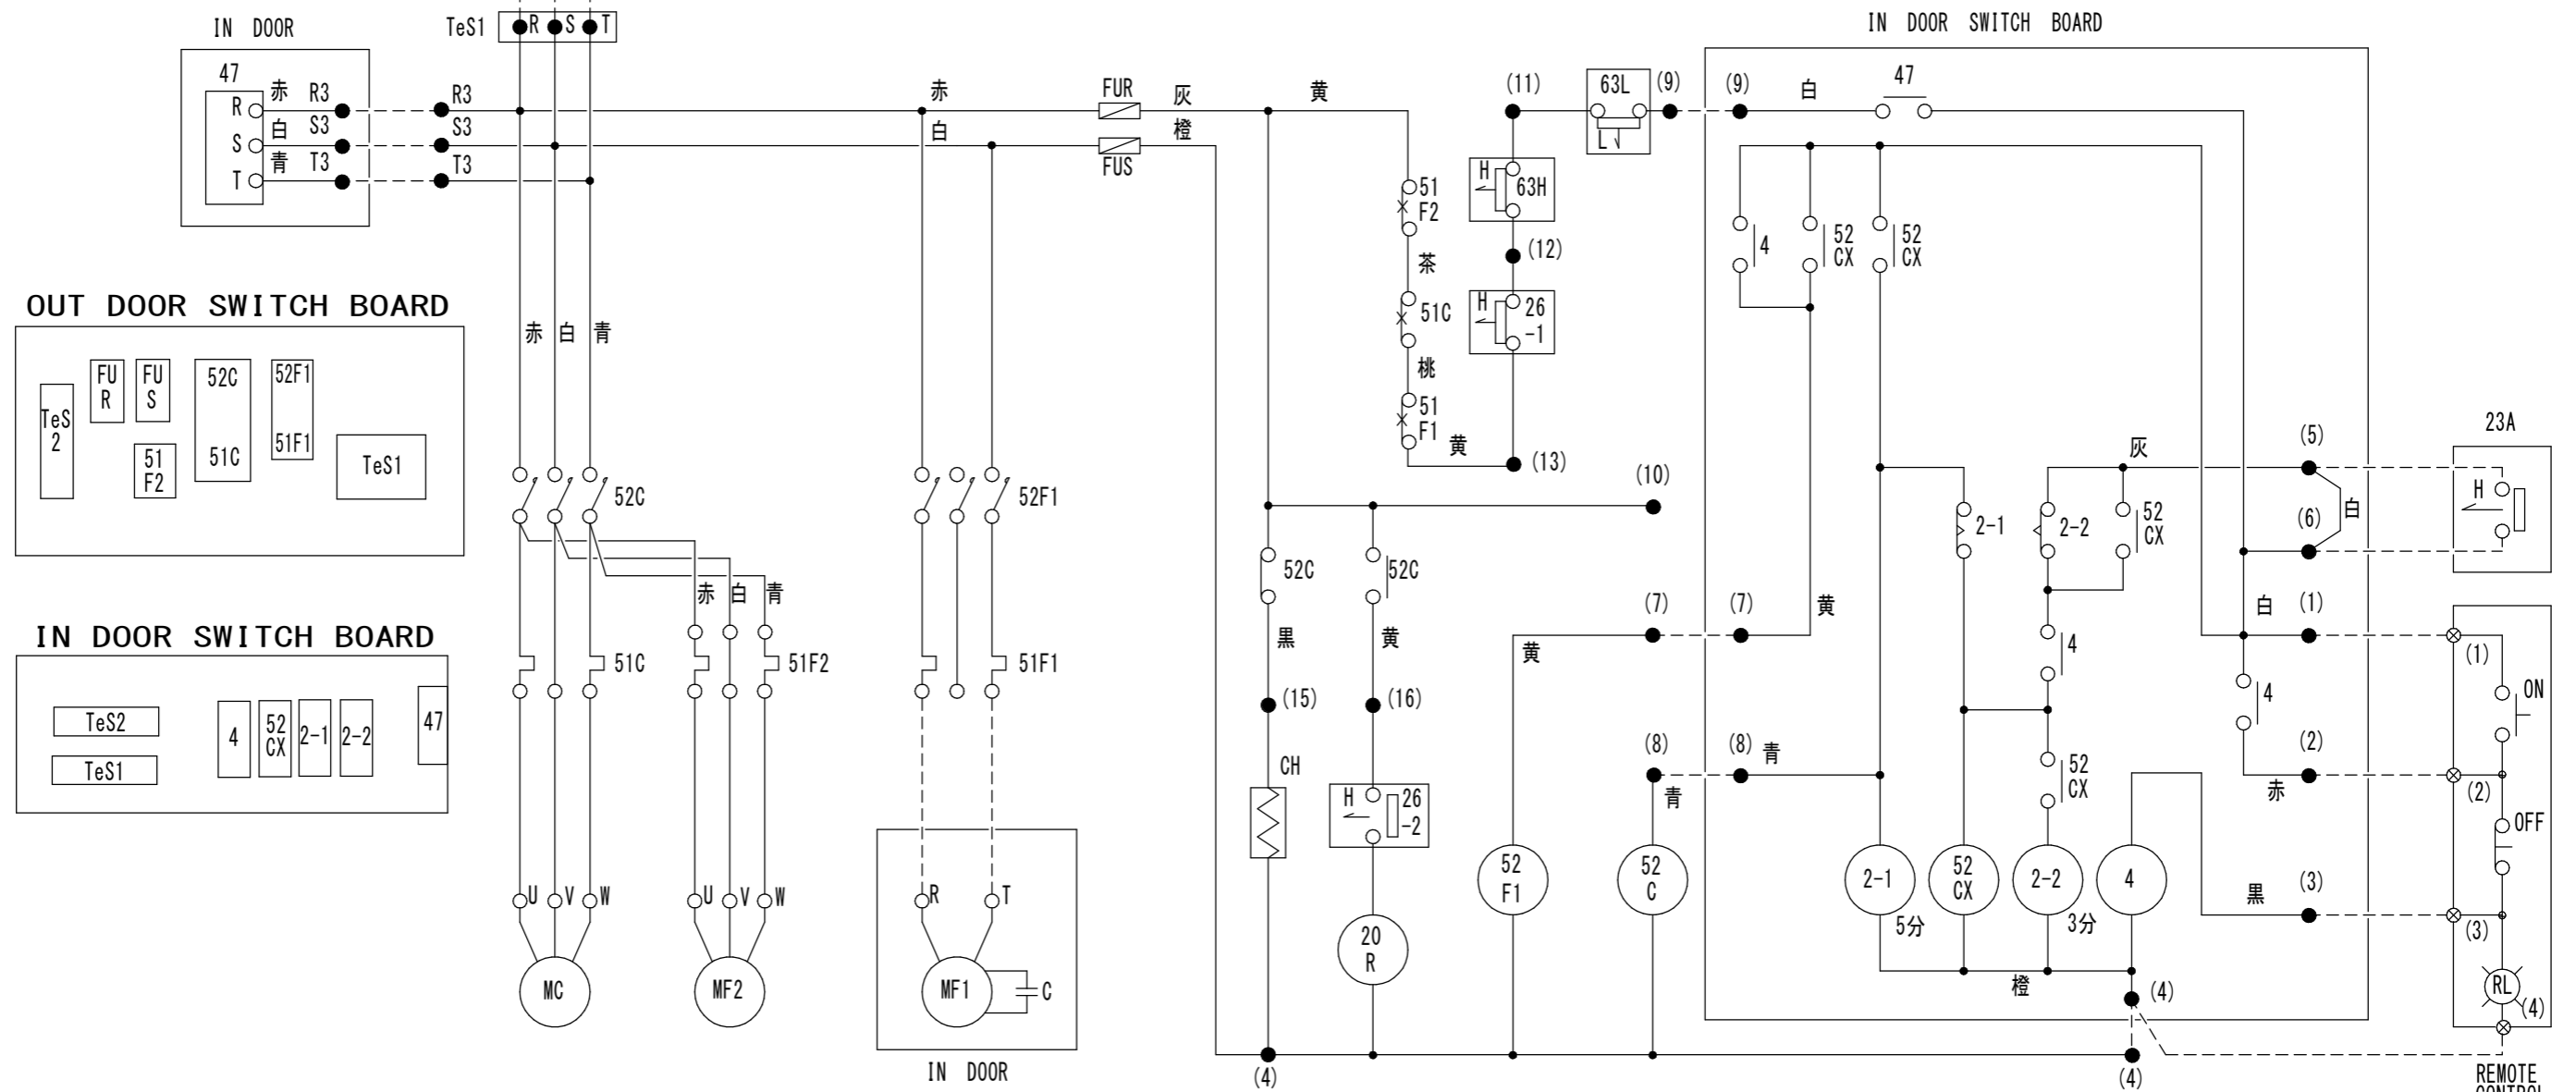 IN DOOR SWITCH BOARD
IN DOOR
TeS1
R
S
T
47
R
S
T
赤
白
青
R3
S3
T3
R3
S3
T3
赤
白
FUR
FUS
灰
橙
黄
51
F2
茶
51C
桃
51
F1
黄
(11)
H
63H
(12)
H
26
-1
(13)
63L
L
(9)
(9)
白
47
4
52
CX
52
CX
OUT DOOR SWITCH BOARD
TeS
2
FU
R
FU
S
51
F2
52C
51C
52F1
51F1
TeS1
赤
白
青
52C
52F1
(10)
2-1
2-2
52
CX
灰
(5)
(6)
白
23A
H
IN DOOR SWITCH BOARD
TeS2
TeS1
4
52
CX
2-1
2-2
47
赤
白
青
51C
51F2
51F1
52C
黒
(15)
CH
52C
黄
(16)
H
26
-2
20
R
黄
(7)
(7)
黄
(8)
(8)
青
青
4
52
CX
白
(1)
4
(2)
赤
黒
(3)
(1)
ON
(2)
OFF
(3)
RL
(4)
U
V
W
MC
U
V
W
MF2
R
T
MF1
C
IN DOOR
52
F1
52
C
2-1
5分
52
CX
2-2
3分
4
橙
(4)
(4)
(4)
REMOTE
CONTROL